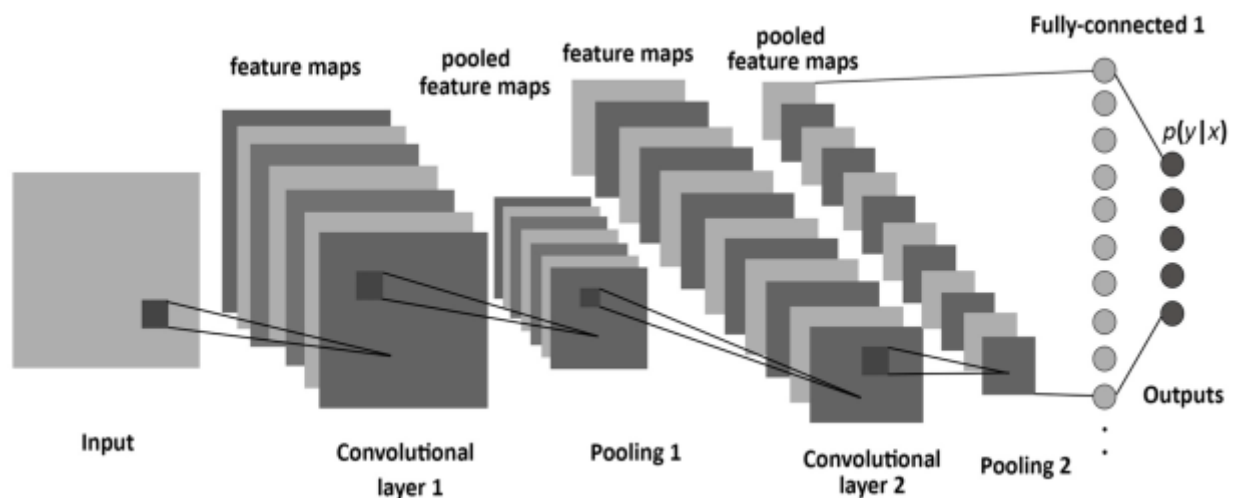 Fully-connected 1
feature maps
pooled
feature maps
feature maps
pooled
feature maps
p(y|x)
Input
Convolutional
layer 1
Pooling 1
Convolutional
layer 2
Pooling 2
Outputs